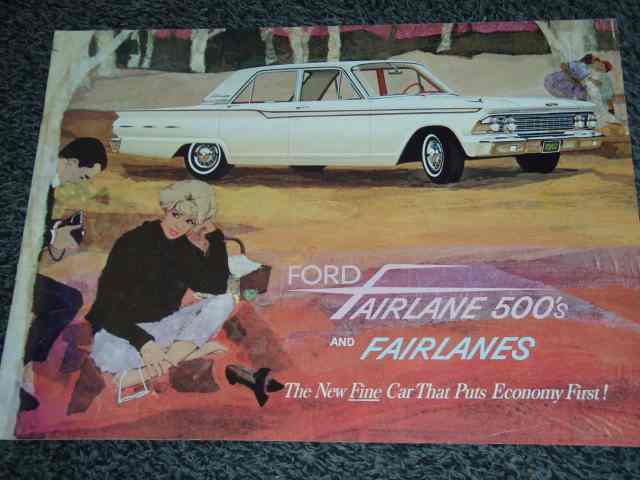 FORD
FAIRLANE 500's
AND FAIRLANES
The New Fine Car That Puts Economy First!